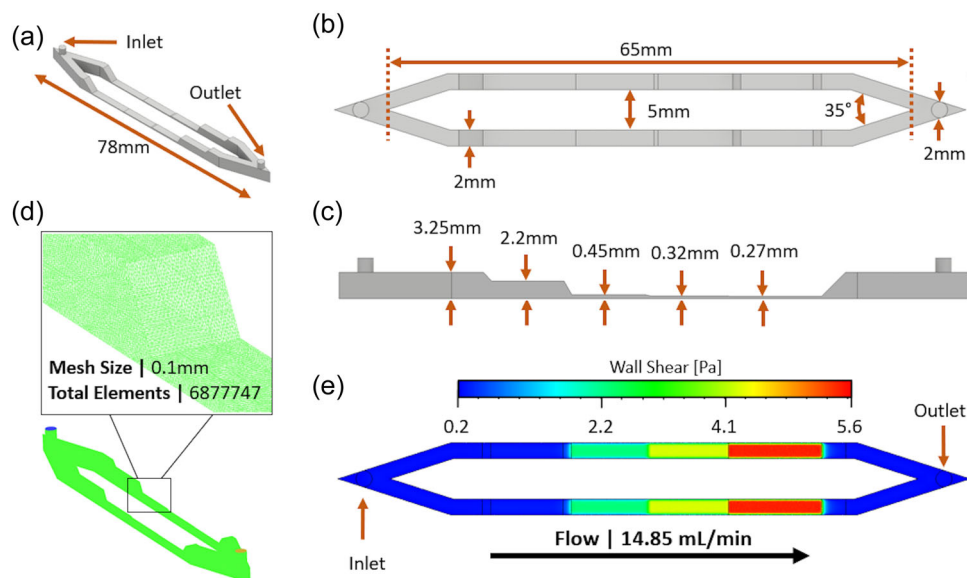 (a)
Inlet
Outlet
78mm
(b)
65mm
5mm
35°
2mm
2mm
(c)
3.25mm
2.2mm
0.45mm
0.32mm
0.27mm
(d)
Mesh Size | 0.1mm
Total Elements | 6877747
(e)
Wall Shear [Pa]
0.2 2.2 4.1 5.6
Outlet
Inlet
Flow | 14.85 mL/min